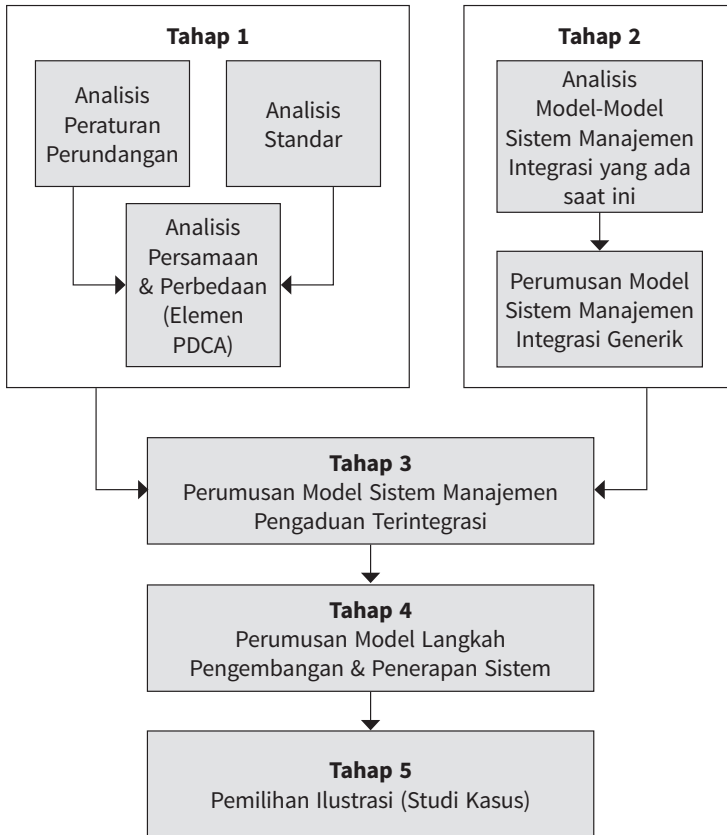 Tahap 1
Analisis
Peraturan
Perundangan
Analisis
Standar
Analisis
Persamaan
& Perbedaan
(Elemen
PDCA)
Tahap 2
Analisis
Model-Model
Sistem Manajemen
Integrasi yang ada
saat ini
Perumusan Model
Sistem Manajemen
Integrasi Generik
Tahap 3
Perumusan Model Sistem Manajemen
Pengaduan Terintegrasi
Tahap 4
Perumusan Model Langkah
Pengembangan & Penerapan Sistem
Tahap 5
Pemilihan Ilustrasi (Studi Kasus)